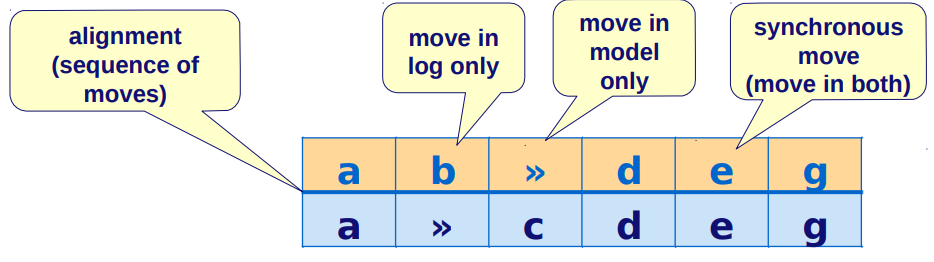 alignment
(sequence of
moves)
move in
log only
move in
model
only
synchronous
move
(move in both)
a b » d e g
a » c d e g